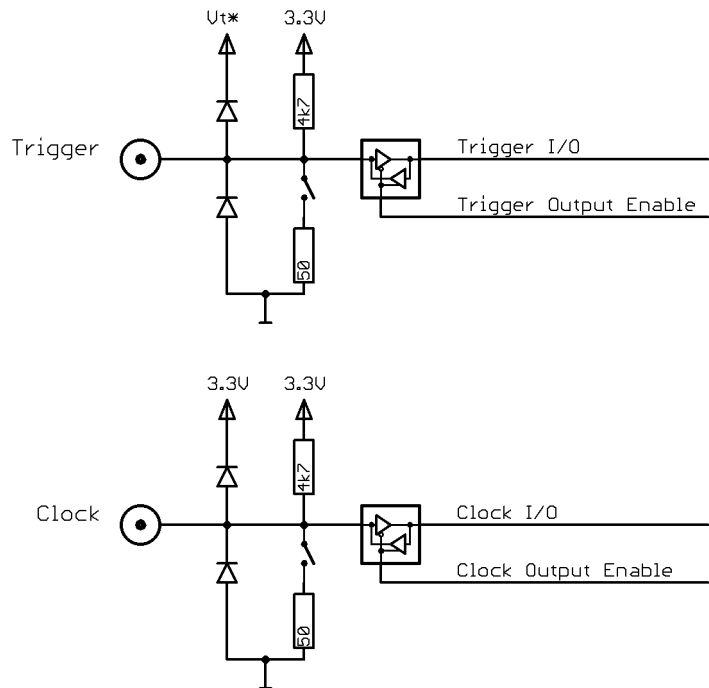 Vt* 3.3V
4k7
Trigger
Trigger I/O
Trigger Output Enable
50
3.3V 3.3V
4k7
Clock
Clock I/O
Clock Output Enable
50